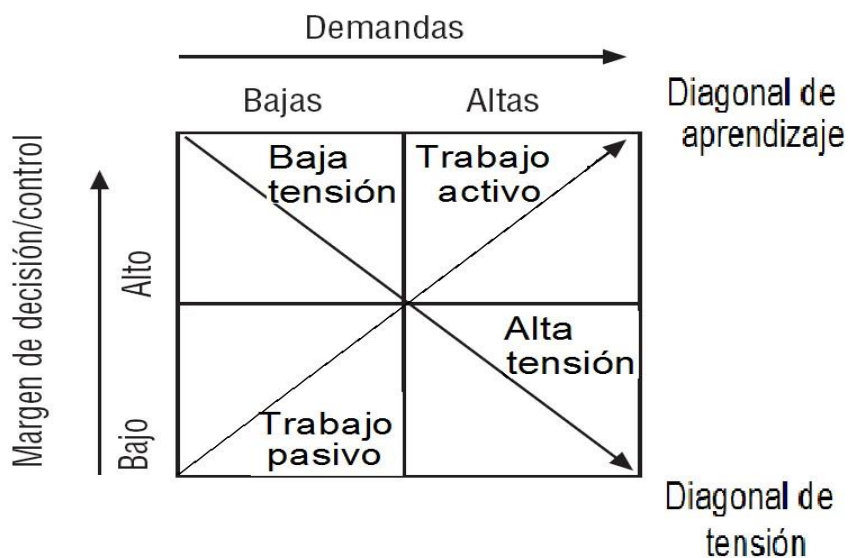 Demandas
Bajas
Altas
Diagonal de
aprendizaje
Margen de decisión/control
Alto
Bajo
Baja
tensión
Trabajo
activo
Trabajo
pasivo
Alta
tensión
Diagonal de
tensión